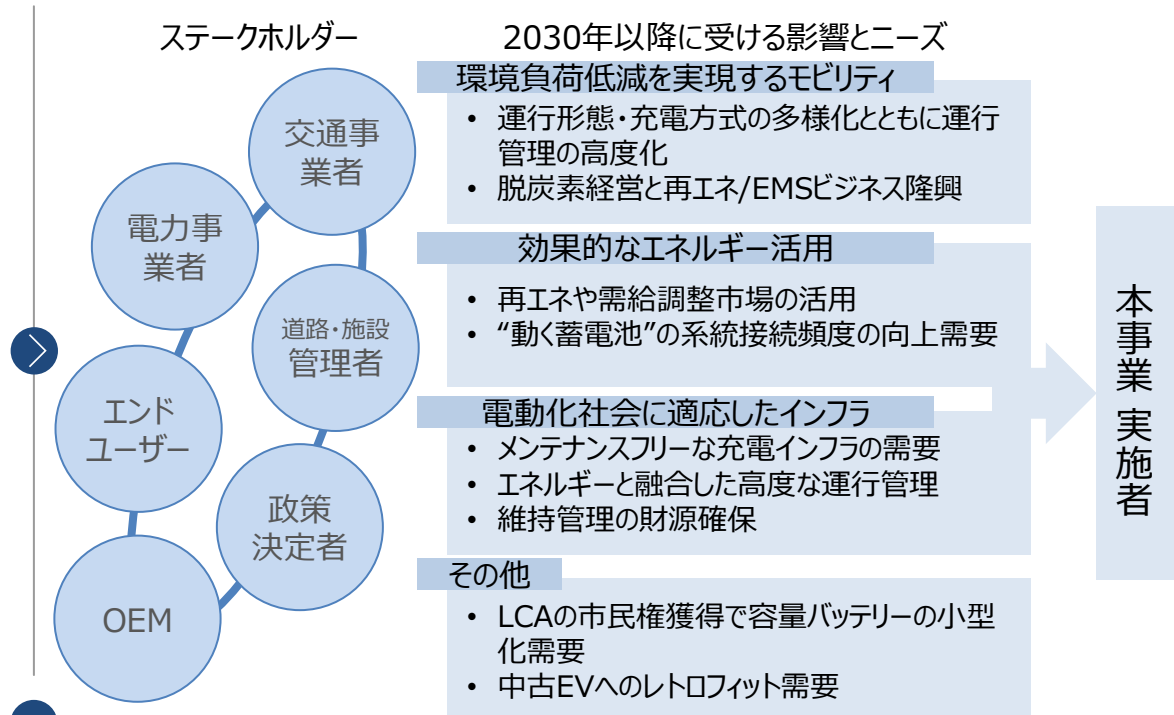 ステークホルダー
2030年以降に受ける影響とニーズ
交通事
業者
電力事
業者
道路・施設
管理者
エンド
ユーザー
政策
決定者
OEM
環境負荷低減を実現するモビリティ
• 運行形態・充電方式の多様化とともに運行
管理の高度化
• 脱炭素経営と再エネ/EMSビジネス隆興
効果的なエネルギー活用
• 再エネや需給調整市場の活用
• “動く蓄電池”の系統接続頻度の向上需要
電動化社会に適応したインフラ
• メンテナンスフリーな充電インフラの需要
• エネルギーと融合した高度な運行管理
• 維持管理の財源確保
その他
• LCAの市民権獲得で容量バッテリーの小型
化需要
• 中古EVへのレトロフィット需要
本事業 実施者